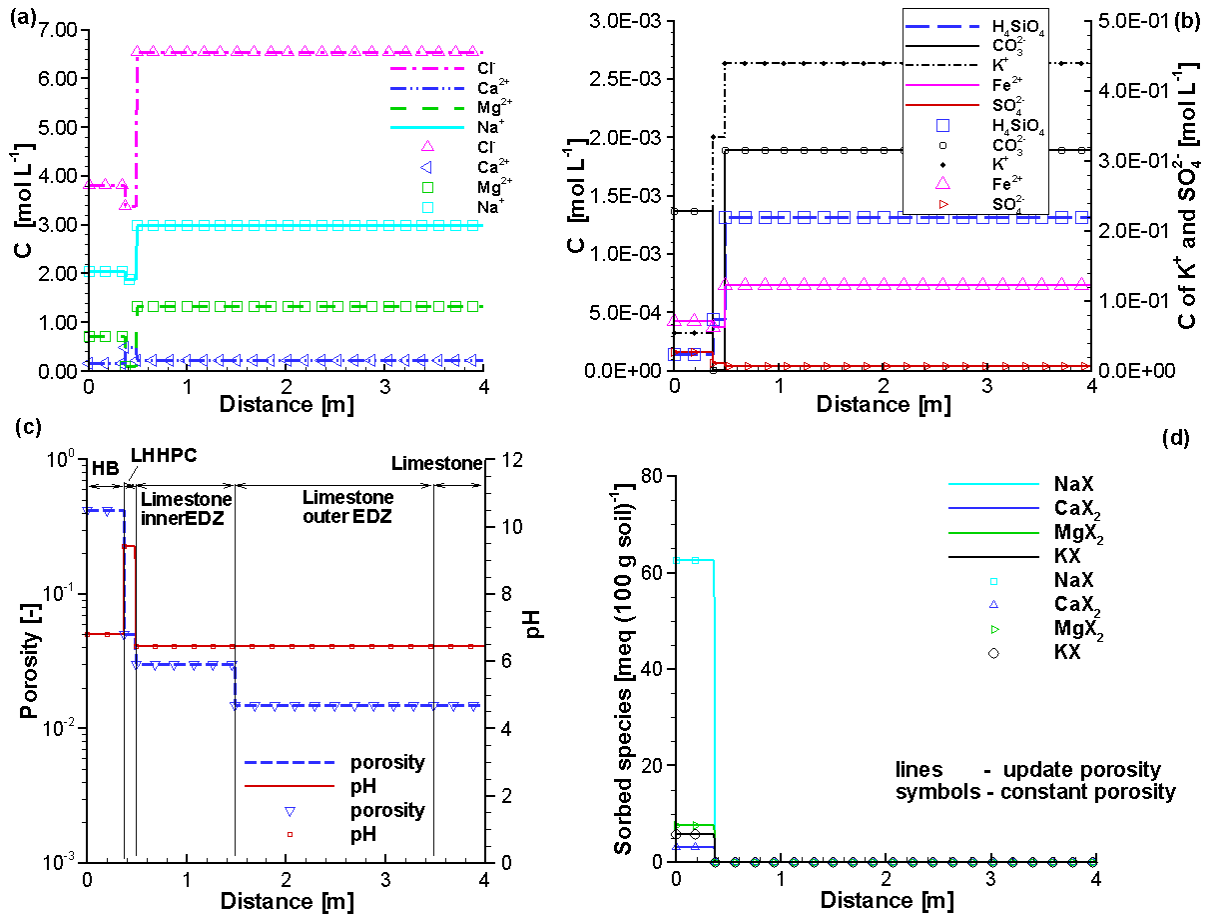 (a)
7.00
6.00
5.00
4.00
3.00
2.00
1.00
0.00
C [mol L⁻¹]
0 1 2 3 4
Distance [m]
Cl⁻
Ca²⁺
Mg²⁺
Na⁺
Cl⁻
Ca²⁺
Mg²⁺
Na⁺
(b)
3.0E-03
2.5E-03
2.0E-03
1.5E-03
1.0E-03
5.0E-04
0.0E+00
C [mol L⁻¹]
0 1 2 3 4
Distance [m]
5.0E-01
4.0E-01
3.0E-01
2.0E-01
1.0E-01
0.0E+00
C of K⁺ and SO₄²⁻ [mol L⁻¹]
H₄SiO₄
CO₃²⁻
K⁺
Fe²⁺
SO₄²⁻
H₄SiO₄
CO₃²⁻
K⁺
Fe²⁺
SO₄²⁻
(c)
10⁰
10⁻¹
10⁻²
10⁻³
Porosity [-]
HB
LHHPC
Limestone
innerEDZ
Limestone
outer EDZ
Limestone
12
10
8
6
4
2
0
pH
porosity
pH
porosity
pH
0 1 2 3 4
Distance [m]
(d)
80
60
40
20
0
Sorbed species [meq (100 g soil)⁻¹
NaX
CaX₂
MgX₂
KX
NaX
CaX₂
MgX₂
KX
lines - update porosity
symbols - constant porosity
0 1 2 3 4
Distance [m]